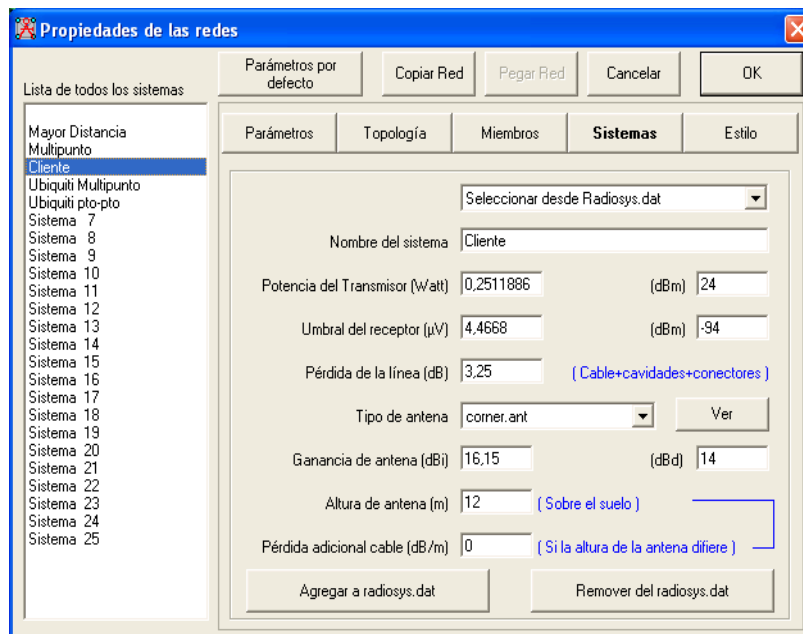 Propiedades de las redes
Lista de todos los sistemas
Parámetros por defecto
Copiar Red
Pegar Red
Cancelar
OK
Mayor Distancia
Multipunto
Cliente
Ubiquiti Multipunto
Ubiquiti pto-pto
Sistema 7
Sistema 8
Sistema 9
Sistema 10
Sistema 11
Sistema 12
Sistema 13
Sistema 14
Sistema 15
Sistema 16
Sistema 17
Sistema 18
Sistema 19
Sistema 20
Sistema 21
Sistema 22
Sistema 23
Sistema 24
Sistema 25
Parámetros
Topología
Miembros
Sistemas
Estilo
Seleccionar desde Radiosys.dat
Nombre del sistema Cliente
Potencia del Transmisor (Watt) 0,2511886 (dBm) 24
Umbral del receptor (µV) 4,4668 (dBm) -94
Pérdida de la línea (dB) 3,25 ( Cable+cavidades+conectores )
Tipo de antena corner.ant Ver
Ganancia de antena (dBi) 16,15 (dBd) 14
Altura de antena (m) 12 ( Sobre el suelo )
Pérdida adicional cable (dB/m) 0 ( Si la altura de la antena difiere )
Agregar a radiosys.dat
Remover del radiosys.dat